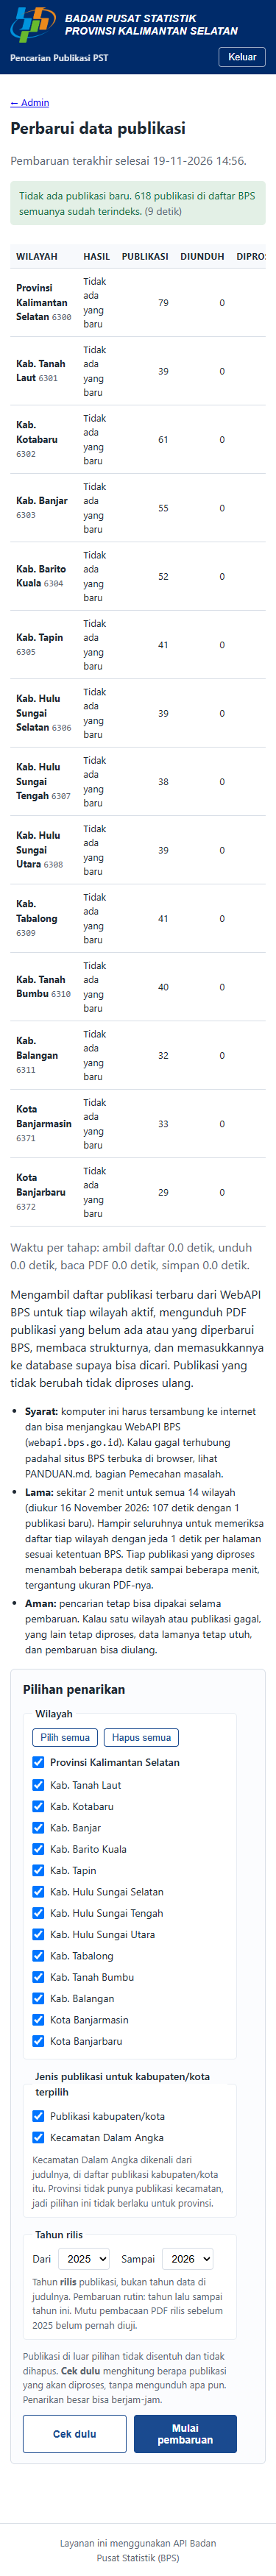 BADAN PUSAT STATISTIK
PROVINSI KALIMANTAN SELATAN
Pencarian Publikasi PST
Keluar
← Admin
Perbarui data publikasi
Pembaruan terakhir selesai 19-11-2026 14:56.
Tidak ada publikasi baru. 618 publikasi di daftar BPS
semuanya sudah terindeks. (9 detik)
WILAYAH HASIL PUBLIKASI DIUNDUH DIPRO
Provinsi Kalimantan Selatan 6300 Tidak ada yang baru 79 0
Kab. Tanah Laut 6301 Tidak ada yang baru 39 0
Kab. Kotabaru 6302 Tidak ada yang baru 61 0
Kab. Banjar 6303 Tidak ada yang baru 55 0
Kab. Barito Kuala 6304 Tidak ada yang baru 52 0
Kab. Tapin 6305 Tidak ada yang baru 41 0
Kab. Hulu Sungai Selatan 6306 Tidak ada yang baru 39 0
Kab. Hulu Sungai Tengah 6307 Tidak ada yang baru 38 0
Kab. Hulu Sungai Utara 6308 Tidak ada yang baru 39 0
Kab. Tabalong 6309 Tidak ada yang baru 41 0
Kab. Tanah Bumbu 6310 Tidak ada yang baru 40 0
Kab. Balangan 6311 Tidak ada yang baru 32 0
Kota Banjarmasin 6371 Tidak ada yang baru 33 0
Kota Banjarbaru 6372 Tidak ada yang baru 29 0
Waktu per tahap: ambil daftar 0.0 detik, unduh
0.0 detik, baca PDF 0.0 detik, simpan 0.0 detik.
Mengambil daftar publikasi terbaru dari WebAPI
BPS untuk tiap wilayah aktif, mengunduh PDF
publikasi yang belum ada atau yang diperbarui
BPS, membaca strukturnya, dan memasukkannya
ke database supaya bisa dicari. Publikasi yang
tidak berubah tidak diproses ulang.
• Syarat: komputer ini harus tersambung ke internet
dan bisa menjangkau WebAPI BPS
(webapi.bps.go.id). Kalau gagal terhubung
padahal situs BPS terbuka di browser, lihat
PANDUAN.md, bagian Pemecahan masalah.
• Lama: sekitar 2 menit untuk semua 14 wilayah
(diukur 16 November 2026: 107 detik dengan 1
publikasi baru). Hampir seluruhnya untuk memeriksa
daftar tiap wilayah dengan jeda 1 detik per halaman
sesuai ketentuan BPS. Tiap publikasi yang diproses
menambah beberapa detik sampai beberapa menit,
tergantung ukuran PDF-nya.
• Aman: pencarian tetap bisa dipakai selama
pembaruan. Kalau satu wilayah atau publikasi gagal,
yang lain tetap diproses, data lamanya tetap utuh,
dan pembaruan bisa diulang.
Pilihan penarikan
Wilayah
Pilih semua Hapus semua
Provinsi Kalimantan Selatan
Kab. Tanah Laut
Kab. Kotabaru
Kab. Banjar
Kab. Barito Kuala
Kab. Tapin
Kab. Hulu Sungai Selatan
Kab. Hulu Sungai Tengah
Kab. Hulu Sungai Utara
Kab. Tabalong
Kab. Tanah Bumbu
Kab. Balangan
Kota Banjarmasin
Kota Banjarbaru
Jenis publikasi untuk kabupaten/kota
terpilih
Publikasi kabupaten/kota
Kecamatan Dalam Angka
Kecamatan Dalam Angka dikenali dari
judulnya, di daftar publikasi kabupaten/kota
itu. Provinsi tidak punya publikasi kecamatan,
jadi pilihan ini tidak berlaku untuk provinsi.
Tahun rilis
Dari 2025 Sampai 2026
Tahun rilis publikasi, bukan tahun data di
judulnya. Pembaruan rutin: tahun lalu sampai
tahun ini. Mutu pembacaan PDF rilis sebelum
2025 belum pernah diuji.
Publikasi di luar pilihan tidak disentuh dan tidak
dihapus. Cek dulu menghitung berapa publikasi
yang akan diproses, tanpa mengunduh apa pun.
Penarikan besar bisa berjam-jam.
Cek dulu
Mulai
pembaruan
Layanan ini menggunakan API Badan
Pusat Statistik (BPS)